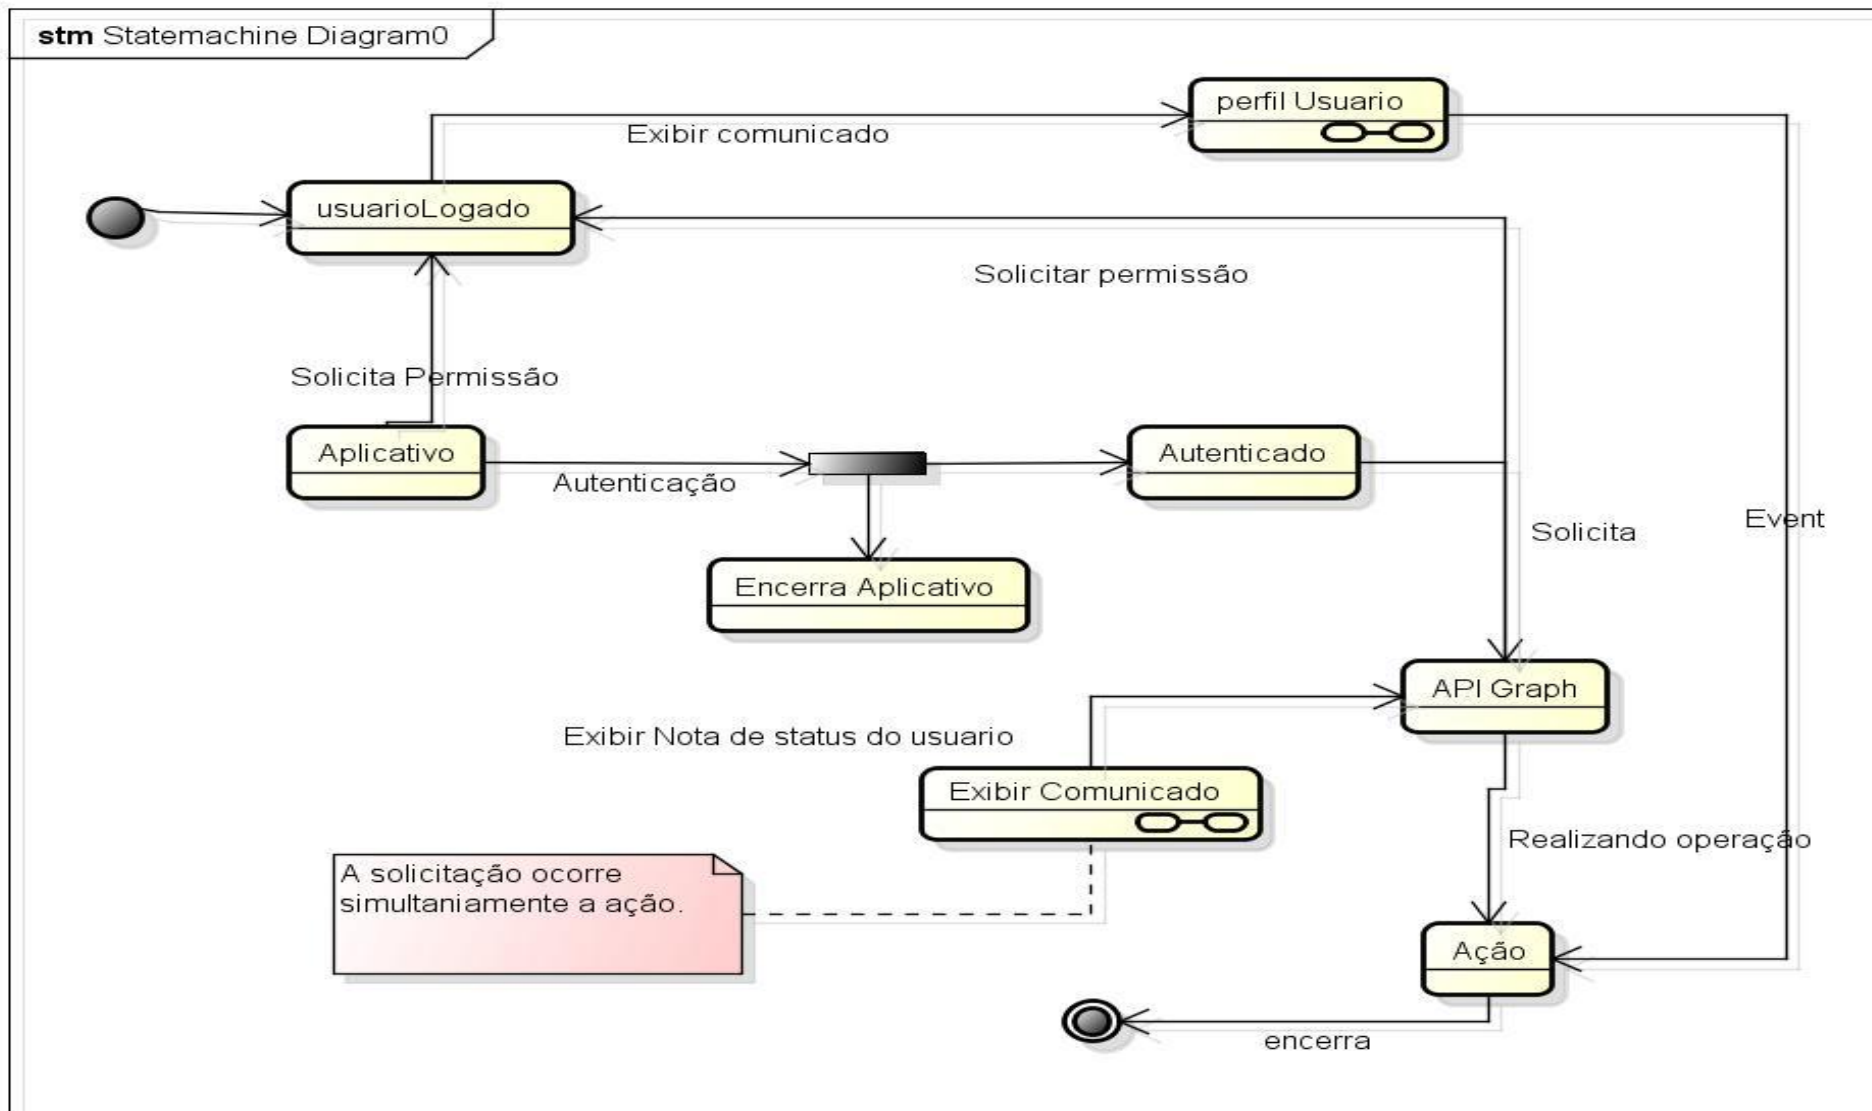 stm Statemachine Diagram0
perfil Usuario
Exibir comunicado
usuarioLogado
Solicitar permissão
Solicita Permissão
Aplicativo
Autenticação
Autenticado
Event
Solicita
Encerra Aplicativo
API Graph
Exibir Nota de status do usuario
Exibir Comunicado
Realizando operação
A solicitação ocorre
simultaniamente a ação.
Ação
encerra